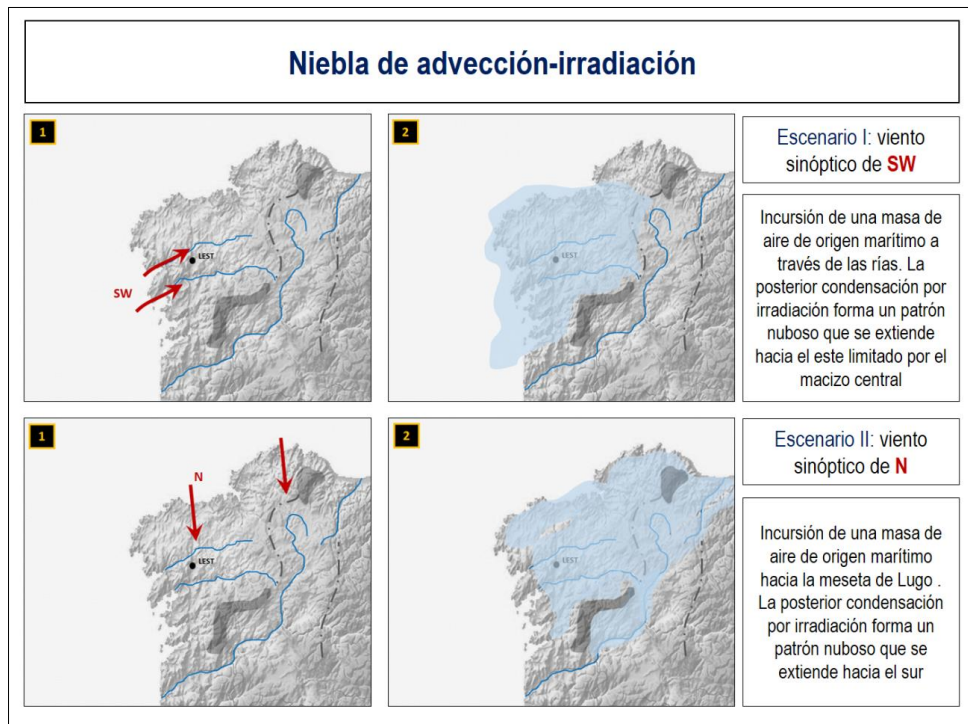 Niebla de advección-irradiación
1
LEST
SW
2
LEST
Escenario I: viento
sinóptico de SW
Incursión de una masa de
aire de origen marítimo a
través de las rías. La
posterior condensación por
irradiación forma un patrón
nuboso que se extiende
hacia el este limitado por el
macizo central
1
N
LEST
2
LEST
Escenario II: viento
sinóptico de N
Incursión de una masa de
aire de origen marítimo
hacia la meseta de Lugo .
La posterior condensación
por irradiación forma un
patrón nuboso que se
extiende hacia el sur